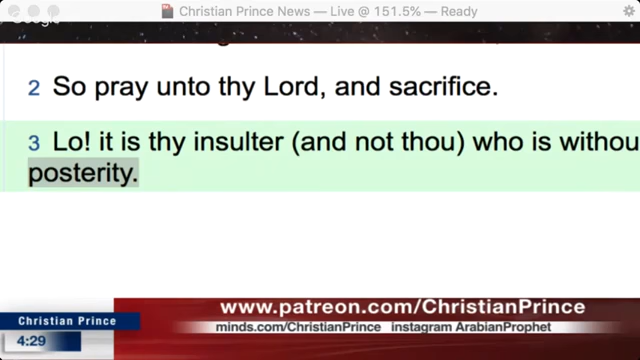 Christian Prince News — Live @ 151.5% — Ready
2 So pray unto thy Lord, and sacrifice.
3 Lo! it is thy insulter (and not thou) who is withou
posterity.
www.patreon.com/ChristianPrince
Christian Prince
minds.com/ChristianPrince instagram ArabianProphet
4:29